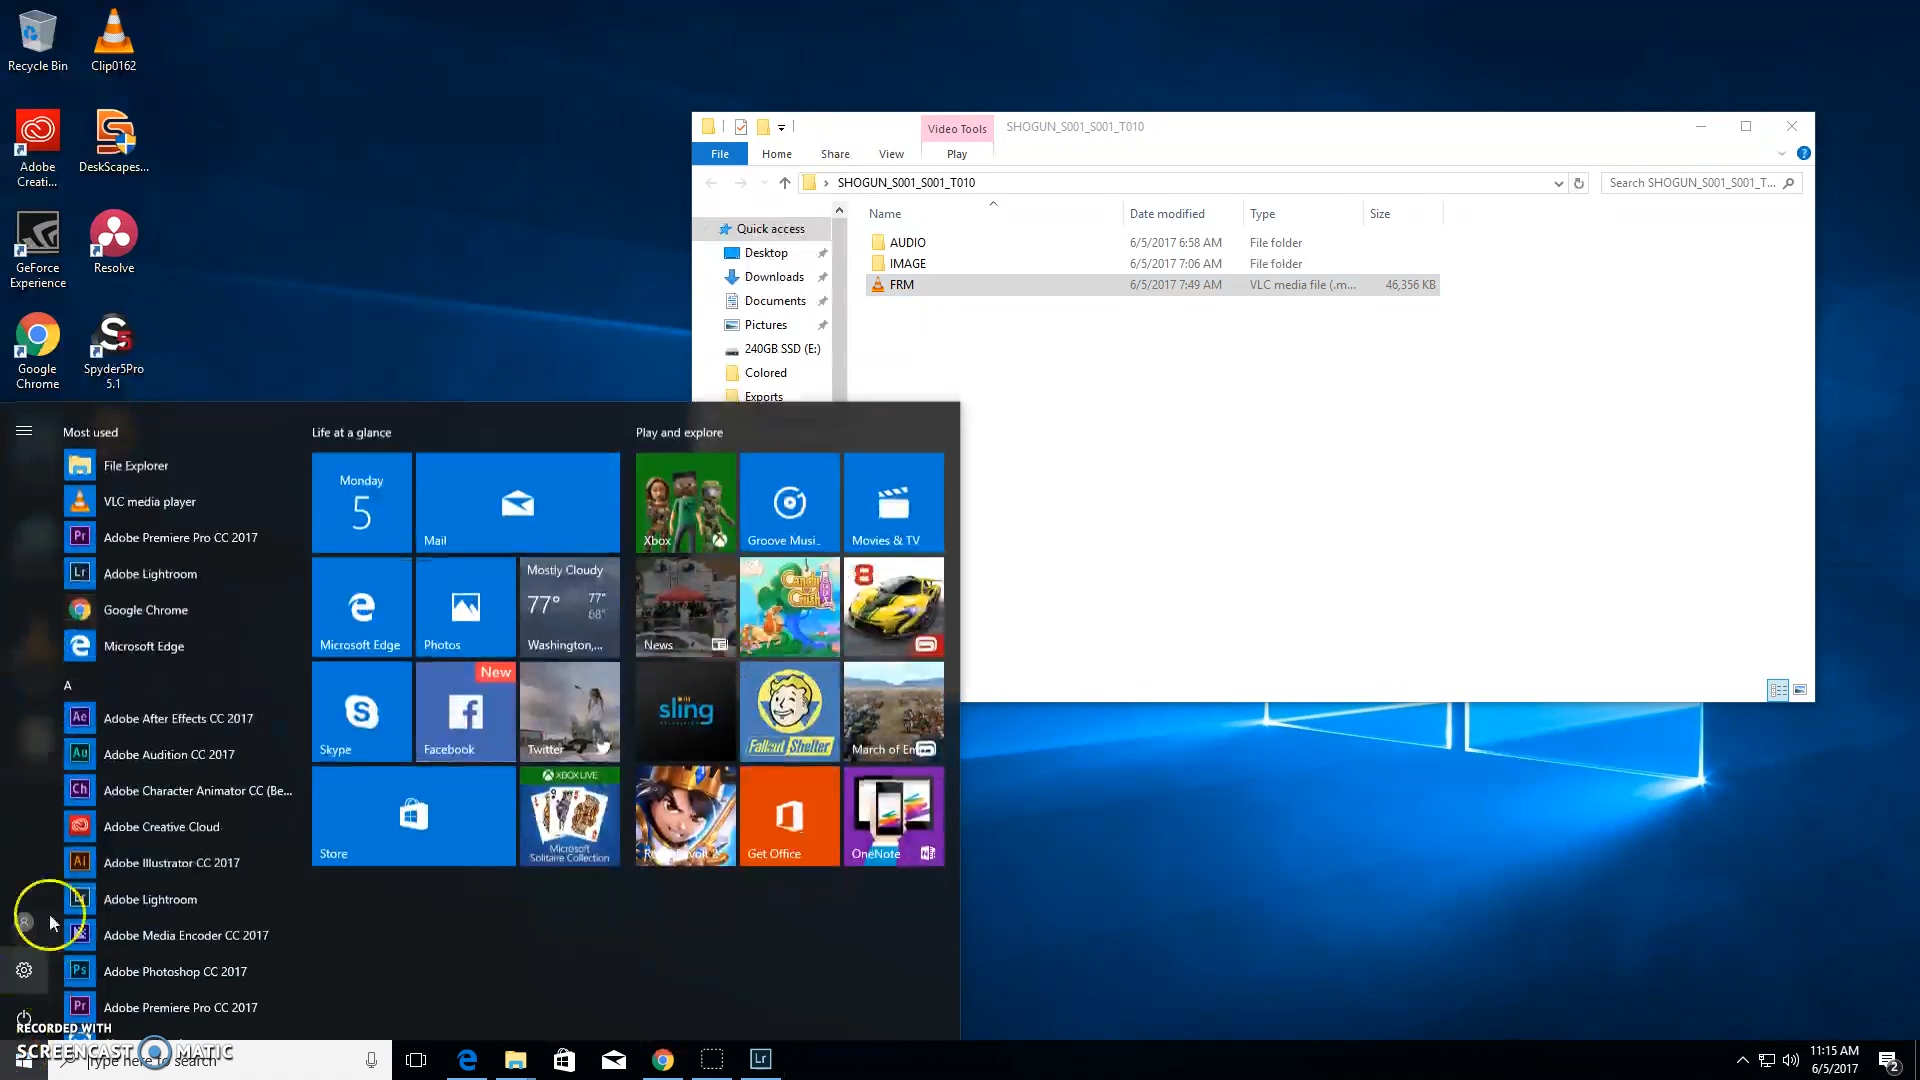 Recycle Bin
Clip0162
Adobe
Creati...
DeskScapes...
GeForce
Experience
Resolve
Google
Chrome
Spyder5Pro
5.1
Video Tools
SHOGUN_S001_S001_T010
File
Home
Share
View
Play
SHOGUN_S001_S001_T010
Search SHOGUN_S001_S001_T...
Name
Date modified
Type
Size
Quick access
Desktop
Downloads
Documents
Pictures
240GB SSD (E:)
Colored
Exports
AUDIO
6/5/2017 6:58 AM
File folder
IMAGE
6/5/2017 7:06 AM
File folder
FRM
6/5/2017 7:49 AM
VLC media file (.m...
46,356 KB
Most used
File Explorer
VLC media player
Adobe Premiere Pro CC 2017
Adobe Lightroom
Google Chrome
Microsoft Edge
A
Adobe After Effects CC 2017
Adobe Audition CC 2017
Adobe Character Animator CC (Be...
Adobe Creative Cloud
Adobe Illustrator CC 2017
Adobe Lightroom
Adobe Media Encoder CC 2017
Adobe Photoshop CC 2017
Adobe Premiere Pro CC 2017
Life at a glance
Monday
5
Mail
Microsoft Edge
Photos
Mostly Cloudy
77°
77°
68°
Washington,...
Skype
New
Facebook
Twitter
Store
XBOX LIVE
Microsoft
Solitaire Collection
Play and explore
Xbox
Groove Musi...
Movies & TV
News
Candy
Crush
8
sling
Fallout Shelter
March of Em
Get Office
OneNote
RECORDED WITH
SCREENCAST MATIC
Type here to search
11:15 AM
6/5/2017
2